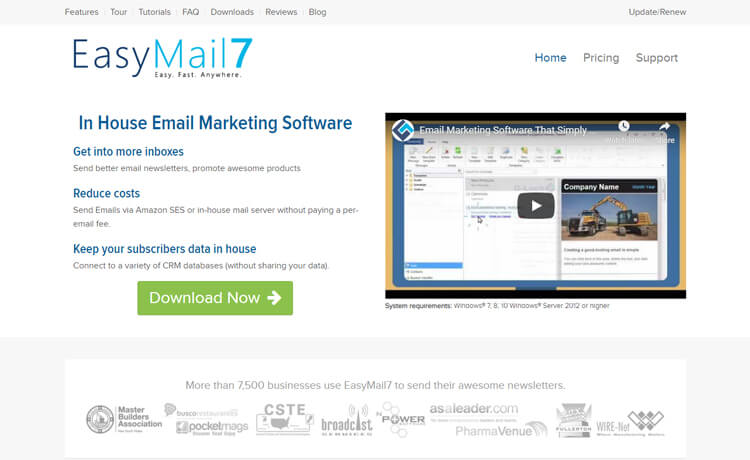 Features Tour Tutorials FAQ Downloads Reviews Blog Update/Renew
EasyMail7
Easy. Fast. Anywhere.
Home Pricing Support
In House Email Marketing Software
Get into more inboxes
Send better email newsletters, promote awesome products
Reduce costs
Send Emails via Amazon SES or in-house mail server without paying a per-
email fee.
Keep your subscribers data in house
Connect to a variety of CRM databases (without sharing your data).
Download Now
Email Marketing Software That Simply
Company Name
Creating a good-looking email is simple
System requirements: Windows® 7, 8, 10 Windows® Server 2012 or higher
More than 7,500 businesses use EasyMail7 to send their awesome newsletters.
Master
Builders
Association
buscorestaurantes
pocketmags
Discover Read Enjoy
CSTE
broadcast
SERVICES
IN
POWER
asaleader.com
PharmaVenue
FULLERTON
WIRE-Net